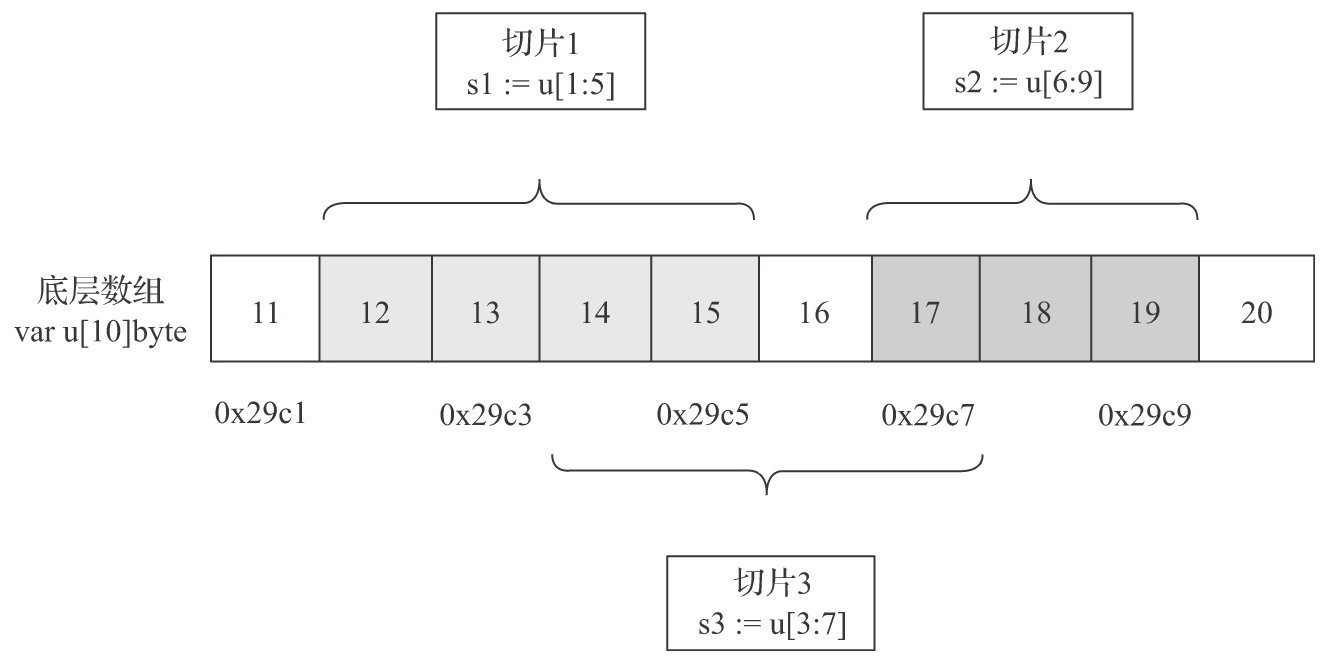 切片1
s1 := u[1:5]
切片2
s2 := u[6:9]
底层数组
var u[10]byte
11 12 13 14 15 16 17 18 19 20
0x29c1 0x29c3 0x29c5 0x29c7 0x29c9
切片3
s3 := u[3:7]